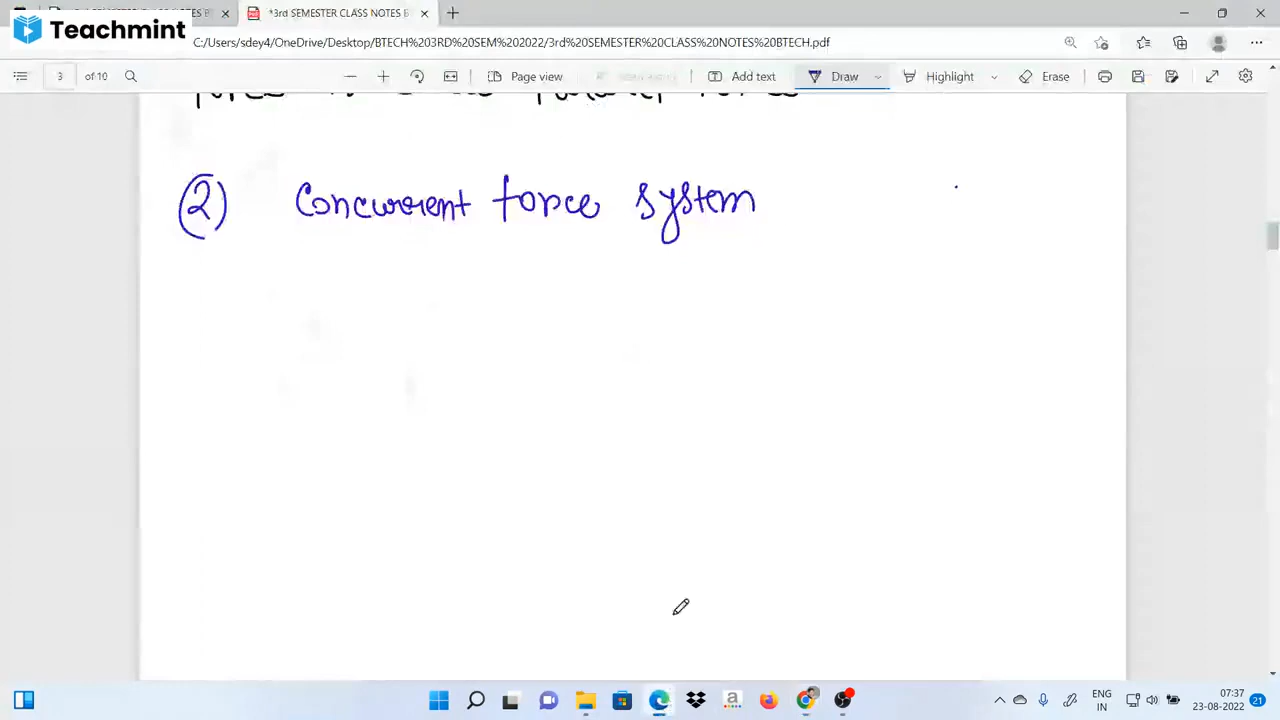 *3rd SEMESTER CLASS NOTES B
Teachmint
C:/Users/sdey4/OneDrive/Desktop/BTECH%203RD%20SEM%202022/3rd%20SEMESTER%20CLASS%20NOTES%20BTECH.pdf
3 of 10 Page view Add text Draw Highlight Erase
(2) Concurrent force system
ENG 07:37
IN 23-08-2022 21